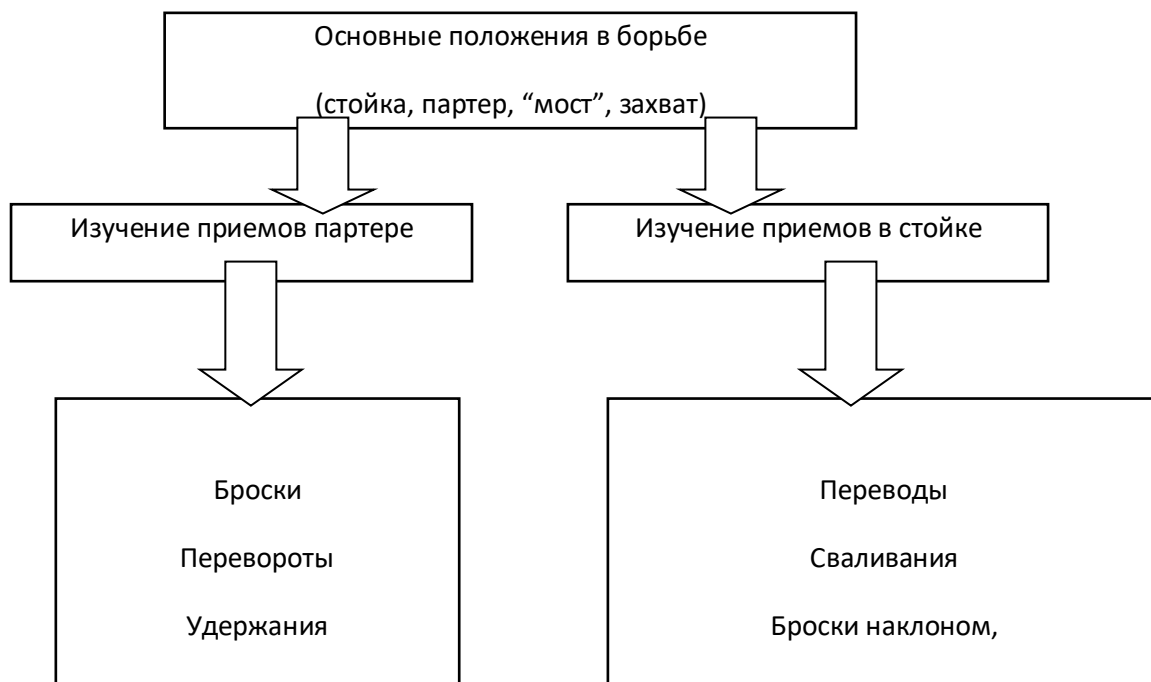 Основные положения в борьбе
(стойка, партер, “мост”, захват)
Изучение приемов партере
Изучение приемов в стойке
Броски
Перевороты
Удержания
Переводы
Сваливания
Броски наклоном,